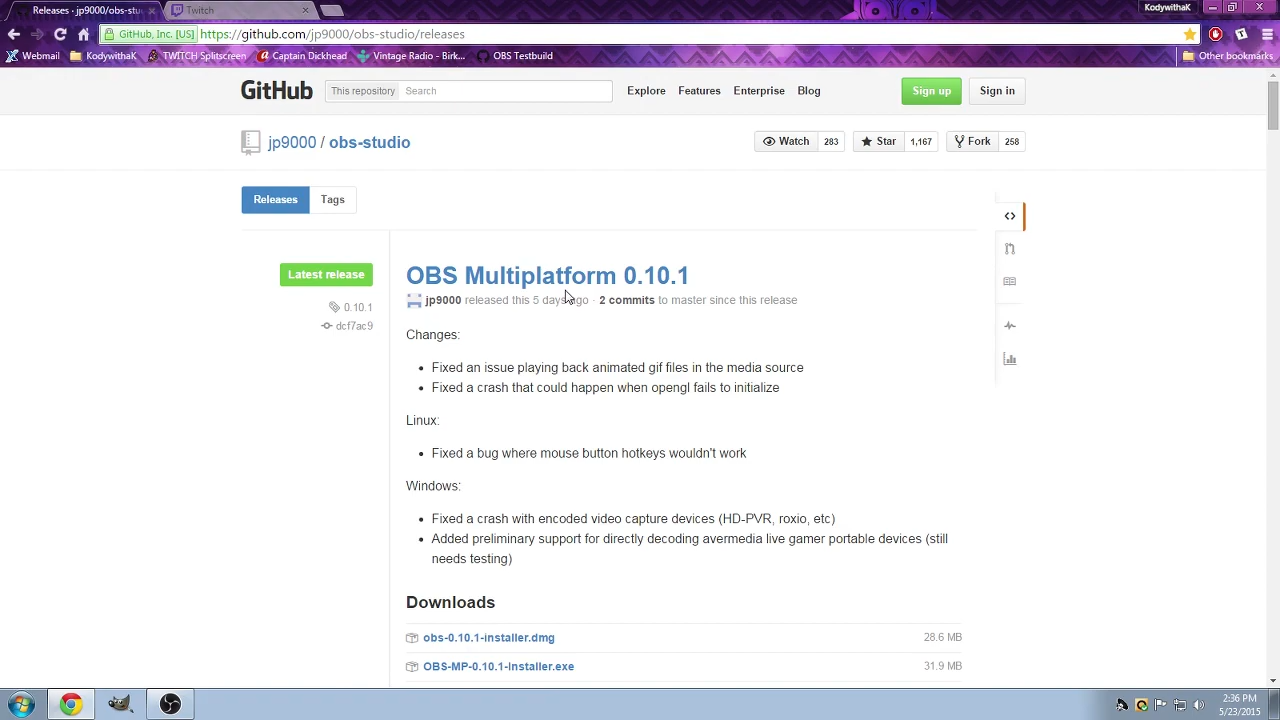 Releases · jp9000/obs-stu
Twitch
KodywithaK
GitHub, Inc. [US]
https://github.com/jp9000/obs-studio/releases
Webmail
KodywithaK
TWITCH Splitscreen
Captain Dickhead
Vintage Radio - Birk...
OBS Testbuild
Other bookmarks
GitHub
This repository
Search
Explore
Features
Enterprise
Blog
Sign up
Sign in
jp9000 / obs-studio
Watch 283
Star 1,167
Fork 258
Releases
Tags
Latest release
0.10.1
dcf7ac9
OBS Multiplatform 0.10.1
jp9000 released this 5 days ago · 2 commits to master since this release
Changes:
• Fixed an issue playing back animated gif files in the media source
• Fixed a crash that could happen when opengl fails to initialize
Linux:
• Fixed a bug where mouse button hotkeys wouldn't work
Windows:
• Fixed a crash with encoded video capture devices (HD-PVR, roxio, etc)
• Added preliminary support for directly decoding avermedia live gamer portable devices (still
needs testing)
Downloads
obs-0.10.1-installer.dmg
28.6 MB
OBS-MP-0.10.1-Installer.exe
31.9 MB
2:36 PM
5/23/2015